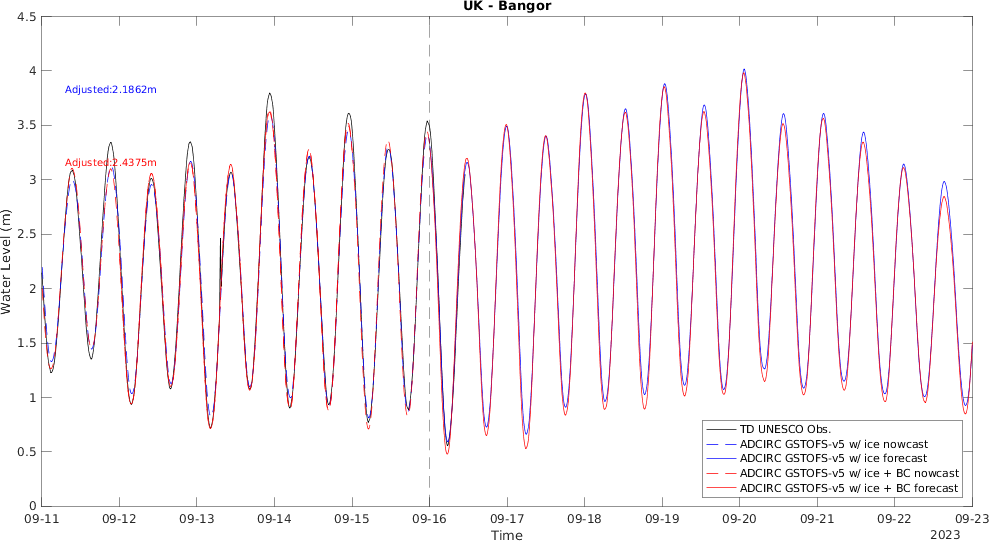 UK - Bangor
4.5
4
3.5
3
2.5
2
1.5
1
0.5
0
Water Level (m)
Adjusted:2.1862m
Adjusted:2.4375m
TD UNESCO Obs.
ADCIRC GSTOFS-v5 w/ ice nowcast
ADCIRC GSTOFS-v5 w/ ice forecast
ADCIRC GSTOFS-v5 w/ ice + BC nowcast
ADCIRC GSTOFS-v5 w/ ice + BC forecast
09-11 09-12 09-13 09-14 09-15 09-16 09-17 09-18 09-19 09-20 09-21 09-22 09-23
Time
2023